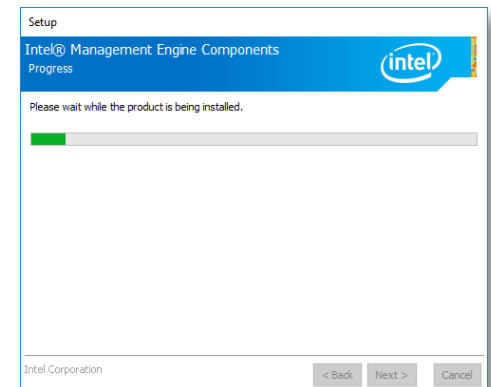 Setup
Intel® Management Engine Components
Progress
intel
Please wait while the product is being installed.
Intel Corporation
< Back Next > Cancel